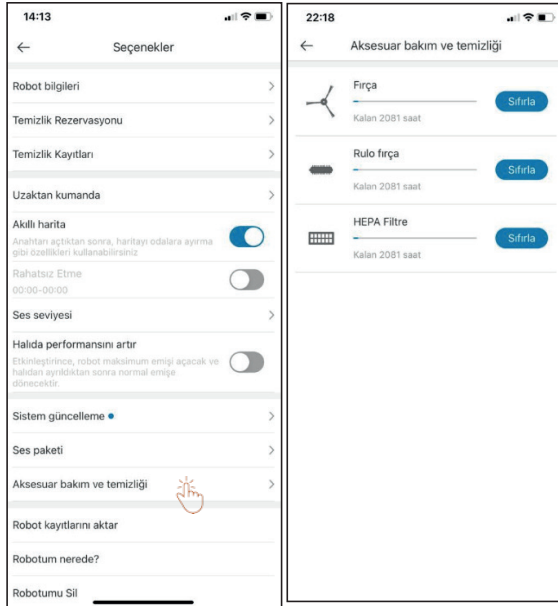 14:13
Seçenekler
Robot bilgileri
Temizlik Rezervasyonu
Temizlik Kayıtları
Uzaktan kumanda
Akıllı harita
Anahtarı açtıktan sonra, haritayı odalara ayırma
gibi özellikleri kullanabilirsiniz
Rahatsız Etme
00:00-00:00
Ses seviyesi
Halıda performansını artır
Etkinleştirince, robot maksimum emişi açacak ve
halıdan ayrıldıktan sonra normal emişe
dönecektir.
Sistem güncelleme
Ses paketi
Aksesuar bakım ve temizliği
Robot kayıtlarını aktar
Robotum nerede?
Robotumu Sil
22:18
Aksesuar bakım ve temizliği
Fırça
Sıfırla
Kalan 2081 saat
Rulo fırça
Sıfırla
Kalan 2081 saat
HEPA Filtre
Sıfırla
Kalan 2081 saat